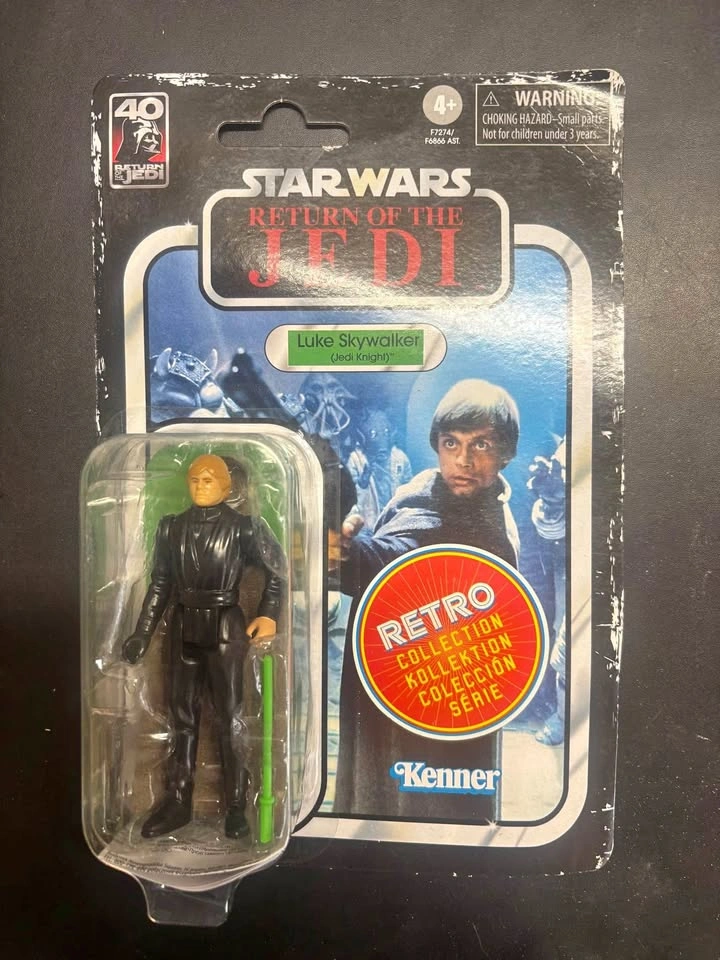 40
RETURN
OF THE
JEDI
4+
F7274/
F6866 AST.
⚠ WARNING:
CHOKING HAZARD–Small parts.
Not for children under 3 years.
STAR WARS
RETURN OF THE
JEDI
Luke Skywalker
(Jedi Knight)™
RETRO
COLLECTION
KOLLEKTION
COLECCIÓN
SÉRIE
Kenner